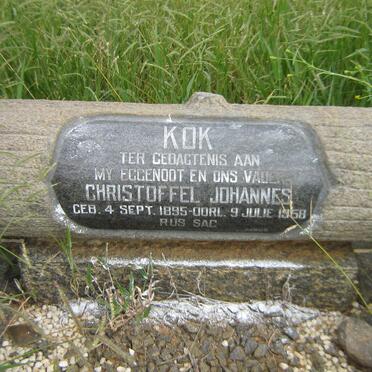 KOK
TER GEDAGTENIS AAN
MY EGGENOOT EN ONS VADER
CHRISTOFFEL JOHANNES
GEB. 4 SEPT. 1895-OORL. 9 JULIE 1958
RUS SAG